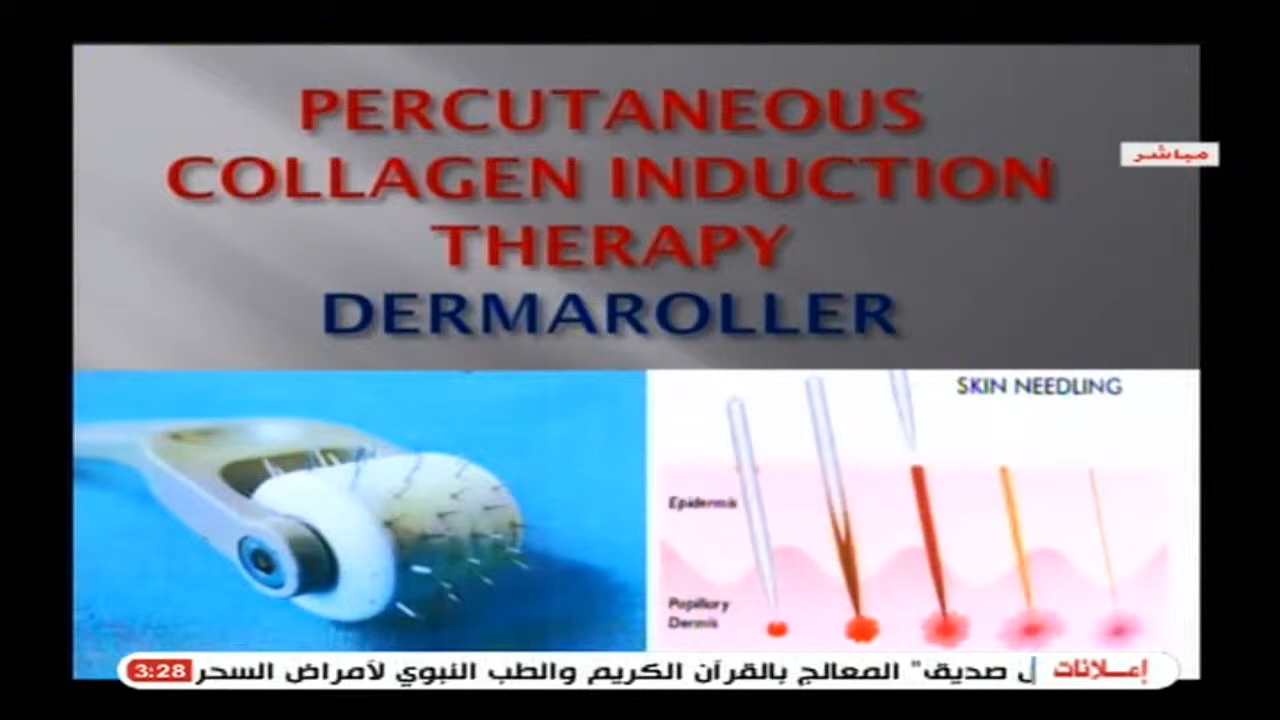 PERCUTANEOUS
COLLAGEN INDUCTION
THERAPY
DERMAROLLER
مباشر
SKIN NEEDLING
Epidermis
Papillary
Dermis
إعلانات
صديق" المعالج بالقرآن الكريم والطب النبوي لأمراض السحر
3:28